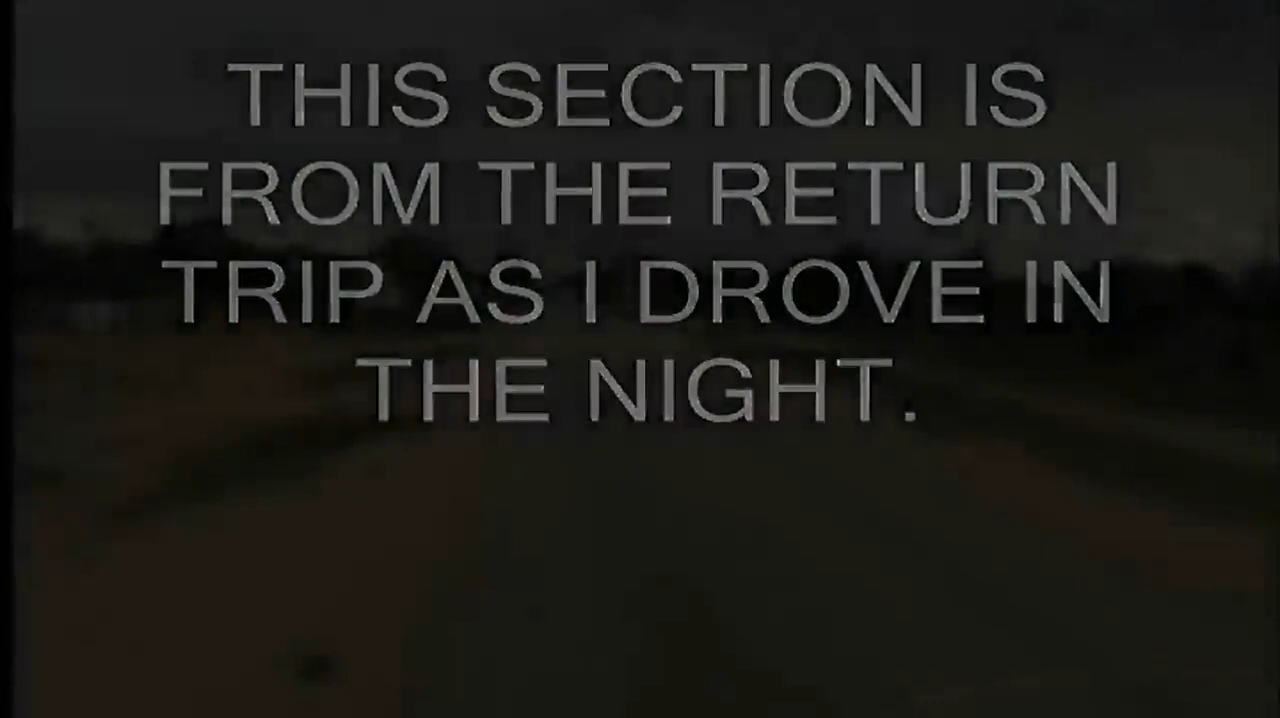 THIS SECTION IS
FROM THE RETURN
TRIP AS I DROVE IN
THE NIGHT.